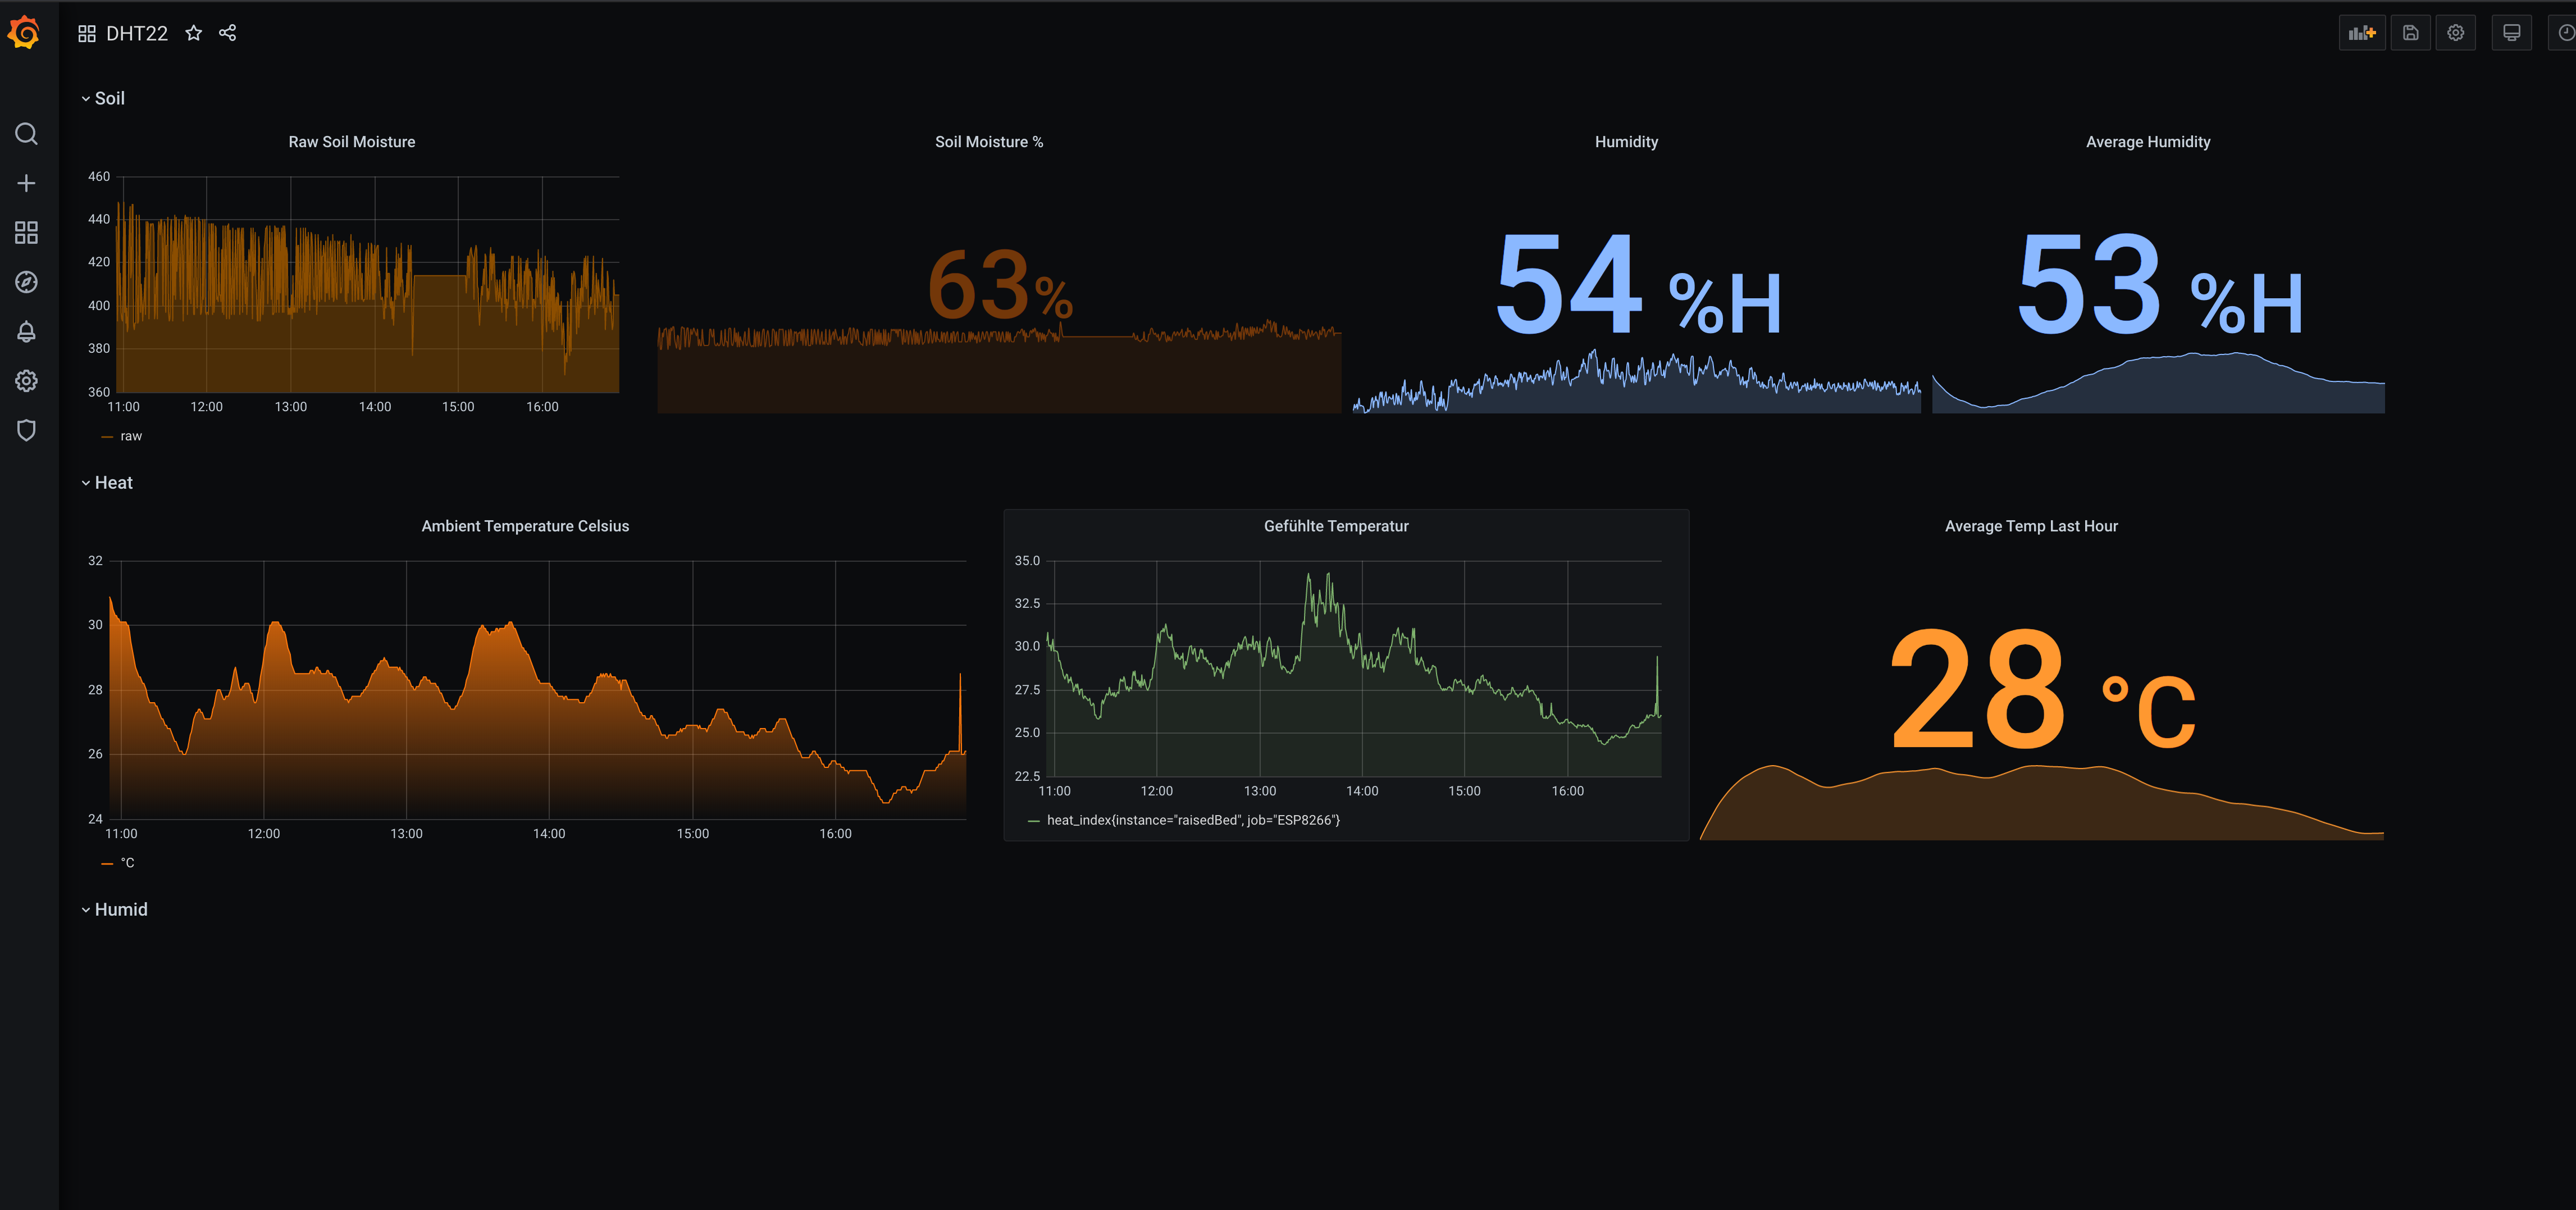 DHT22
Soil
Raw Soil Moisture
460
440
420
400
380
360
11:00 12:00 13:00 14:00 15:00 16:00
raw
Soil Moisture %
63%
Humidity
54 %H
Average Humidity
53 %H
Heat
Ambient Temperature Celsius
32
30
28
26
24
11:00 12:00 13:00 14:00 15:00 16:00
°C
Gefühlte Temperatur
35.0
32.5
30.0
27.5
25.0
22.5
11:00 12:00 13:00 14:00 15:00 16:00
heat_index{instance="raisedBed", job="ESP8266"}
Average Temp Last Hour
28 °C
Humid